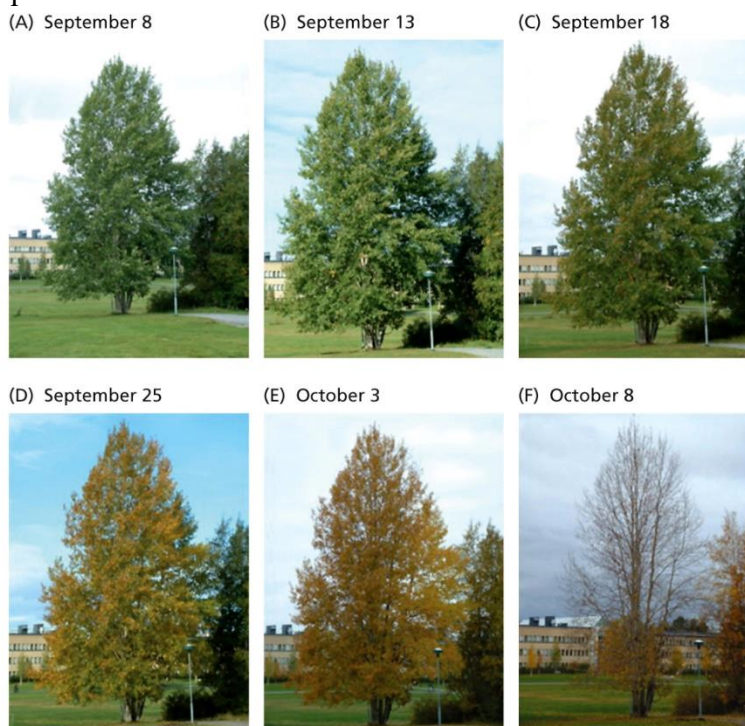 (A) September 8
(B) September 13
(C) September 18
(D) September 25
(E) October 3
(F) October 8